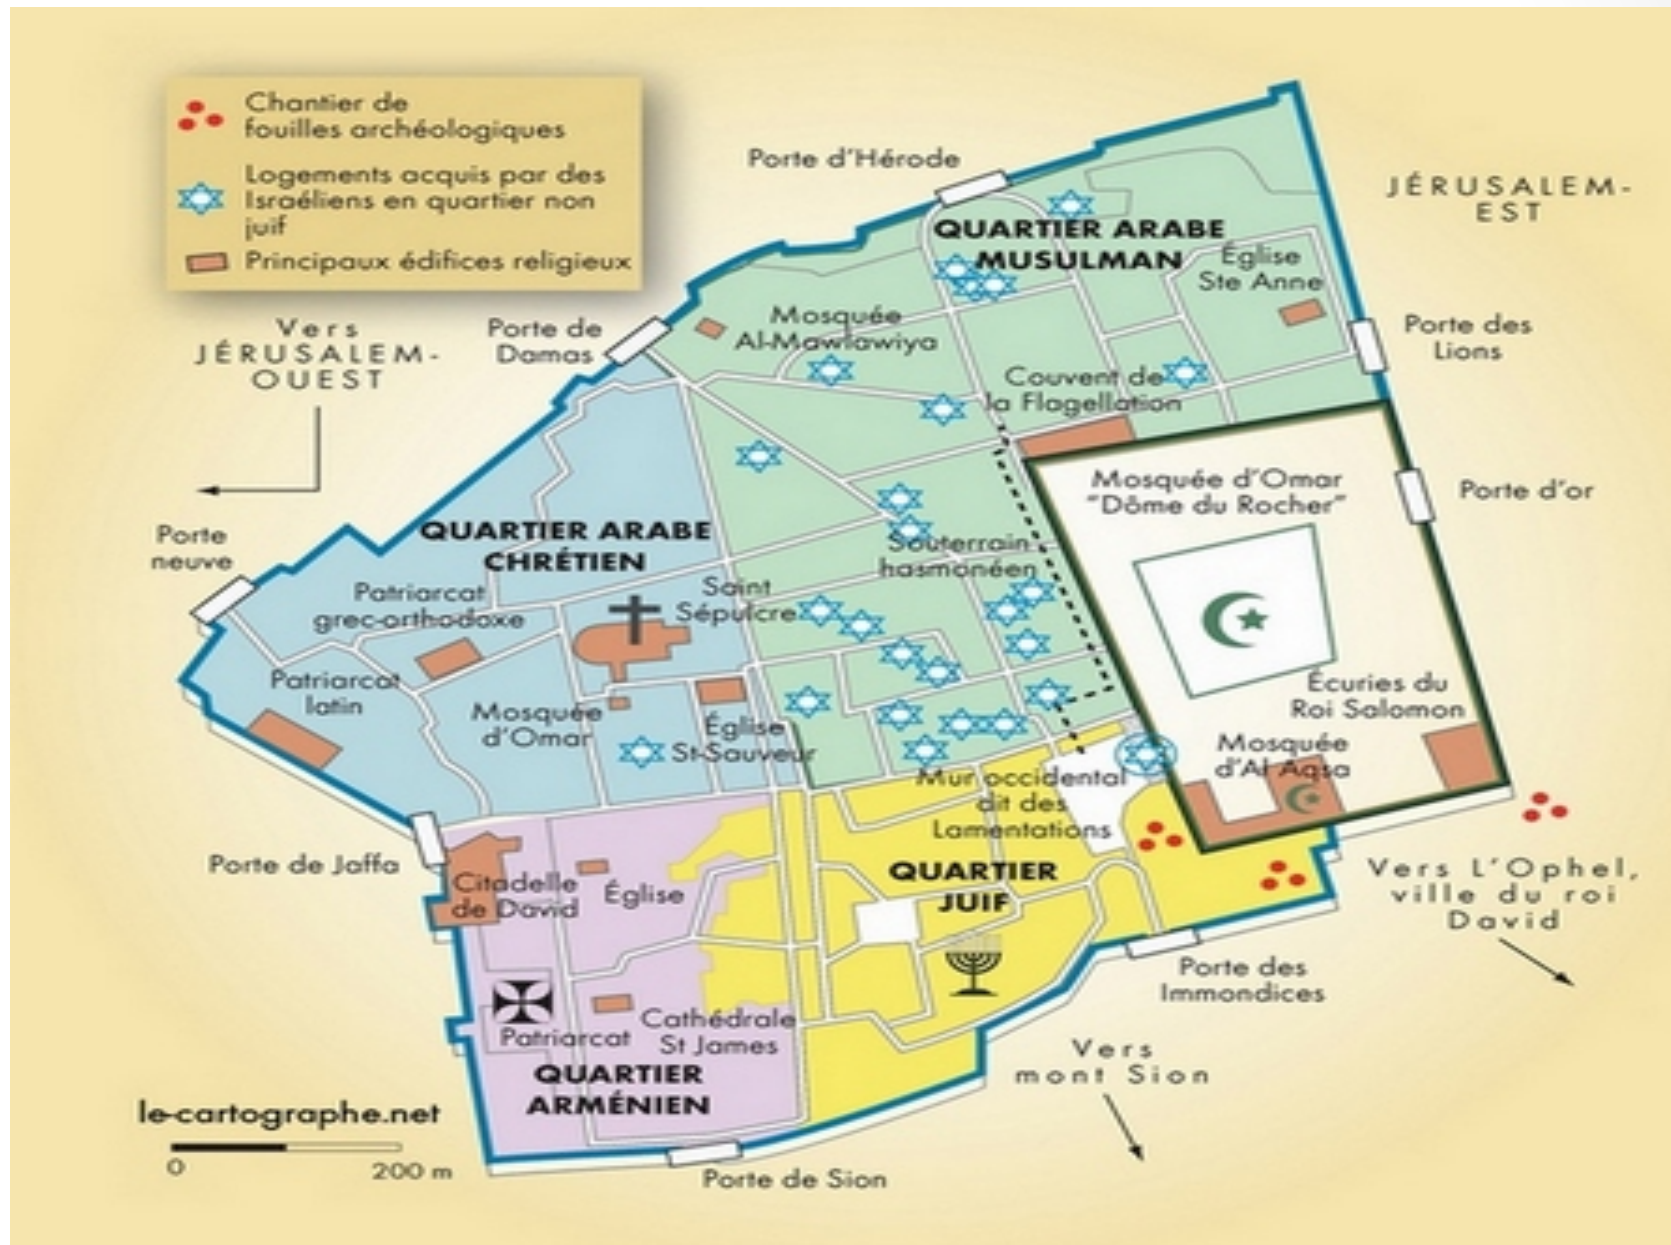 Chantier de
fouilles archéologiques
Logements acquis par des
Israéliens en quartier non
juif
Principaux édifices religieux
Porte d'Hérode
JÉRUSALEM-
EST
QUARTIER ARABE
MUSULMAN
Église
Ste Anne
Vers
JÉRUSALEM-
OUEST
Porte de
Damas
Mosquée
Al-Mawlawiya
Porte des
Lions
Couvent de
la Flagellation
Mosquée d'Omar
"Dôme du Rocher"
Porte d'or
Porte
neuve
QUARTIER ARABE
CHRÉTIEN
Souterrain
hasmonéen
Patriarcat
grec-orthodoxe
Saint
Sépulcre
Patriarcat
latin
Mosquée
d'Omar
Église
St-Sauveur
Écuries du
Roi Salomon
Mosquée
d'Al Aqsa
Mur occidental
dit des
Lamentations
Porte de Jaffa
Citadelle
de David
Église
QUARTIER
JUIF
Vers L'Ophel,
ville du roi
David
Porte des
Immondices
Patriarcat
Cathédrale
St James
QUARTIER
ARMÉNIEN
Vers
mont Sion
le-cartographe.net
0
200 m
Porte de Sion